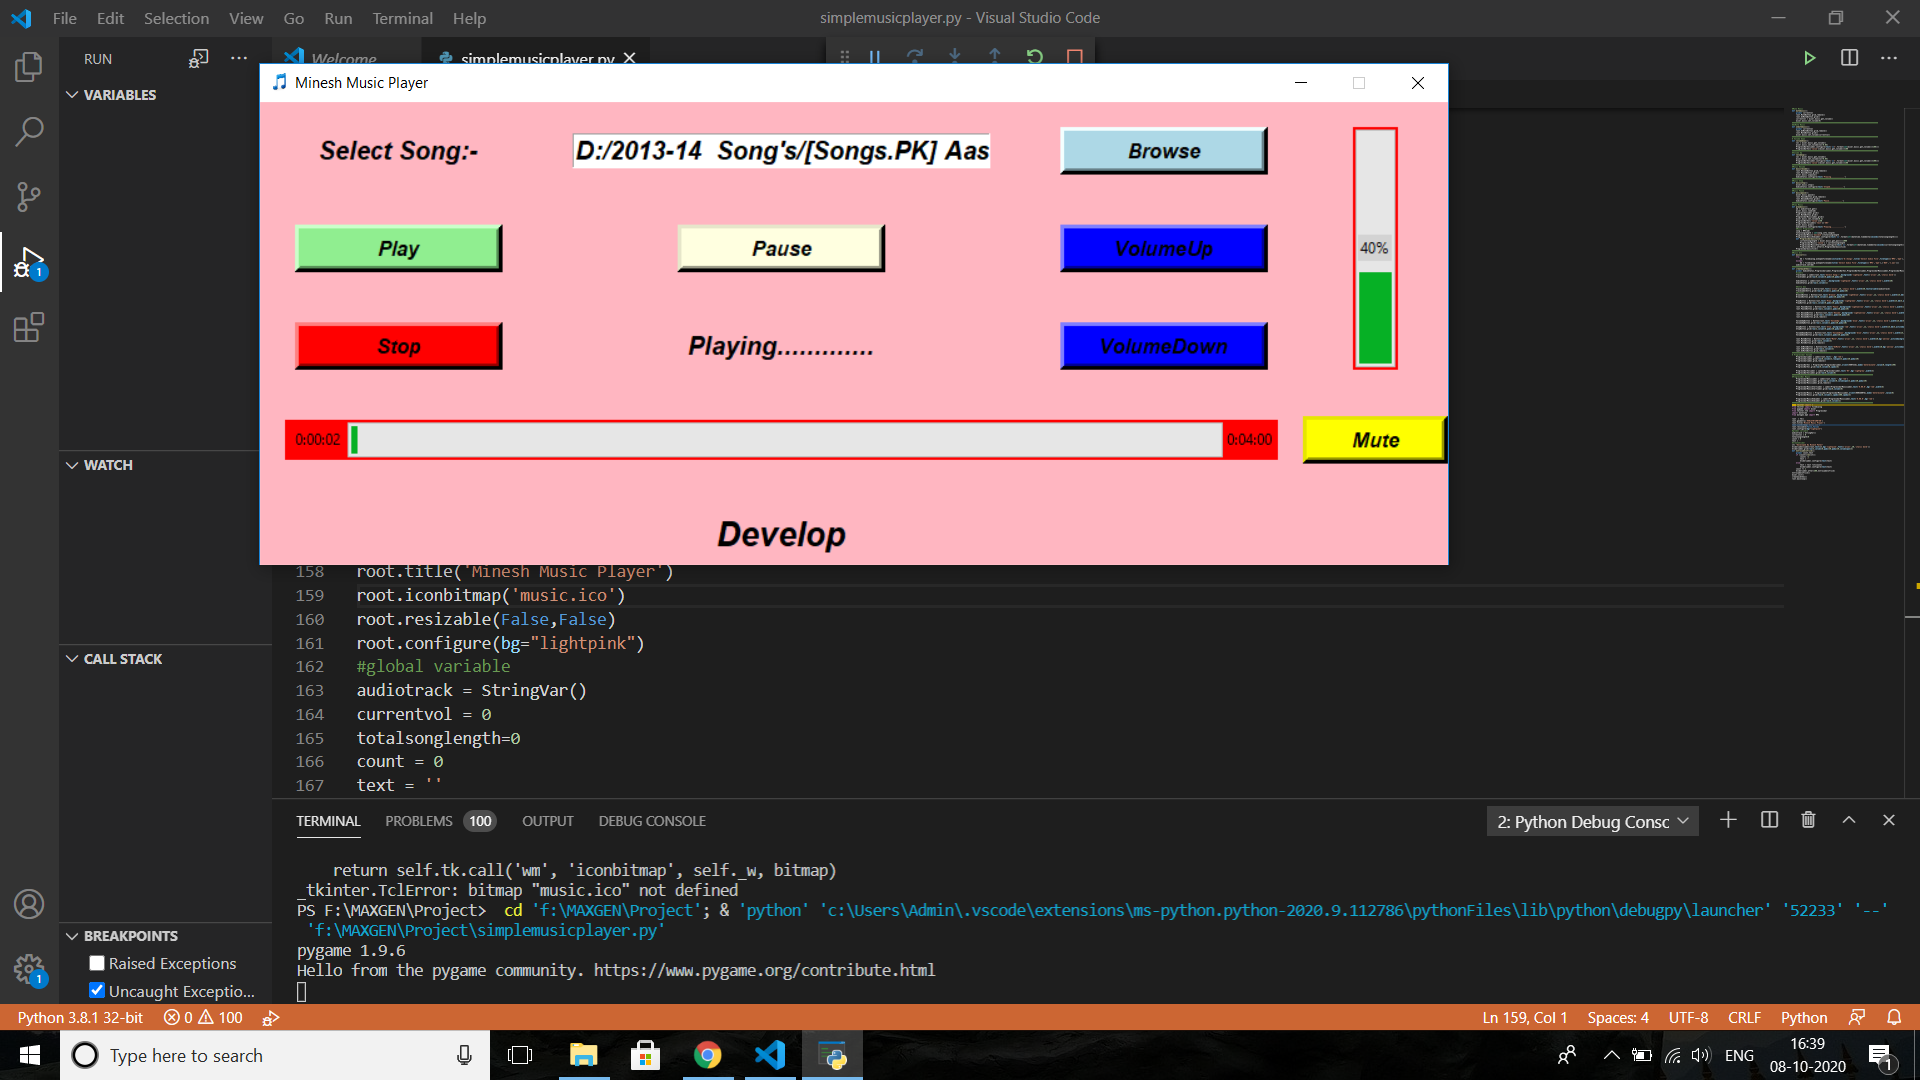 File Edit Selection View Go Run Terminal Help
simplemusicplayer.py - Visual Studio Code
RUN
Welcome
simplemusicplayer.py
VARIABLES
WATCH
CALL STACK
BREAKPOINTS
Raised Exceptions
Uncaught Exceptio...
Minesh Music Player
Select Song:-
D:/2013-14 Song's/[Songs.PK] Aas
Browse
Play
Pause
VolumeUp
40%
Stop
Playing.............
VolumeDown
0:00:02
0:04:00
Mute
Develop
158 root.title('Minesh Music Player')
159 root.iconbitmap('music.ico')
160 root.resizable(False,False)
161 root.configure(bg="lightpink")
162 #global variable
163 audiotrack = StringVar()
164 currentvol = 0
165 totalsonglength=0
166 count = 0
167 text = ''
TERMINAL PROBLEMS 100 OUTPUT DEBUG CONSOLE
2: Python Debug Consc
return self.tk.call('wm', 'iconbitmap', self._w, bitmap)
_tkinter.TclError: bitmap "music.ico" not defined
PS F:\MAXGEN\Project> cd 'f:\MAXGEN\Project'; & 'python' 'c:\Users\Admin\.vscode\extensions\ms-python.python-2020.9.112786\pythonFiles\lib\python\debugpy\launcher' '52233' '--'
'f:\MAXGEN\Project\simplemusicplayer.py'
pygame 1.9.6
Hello from the pygame community. https://www.pygame.org/contribute.html
Python 3.8.1 32-bit 0 100
Ln 159, Col 1 Spaces: 4 UTF-8 CRLF Python
Type here to search
ENG
16:39
08-10-2020
1
1
1